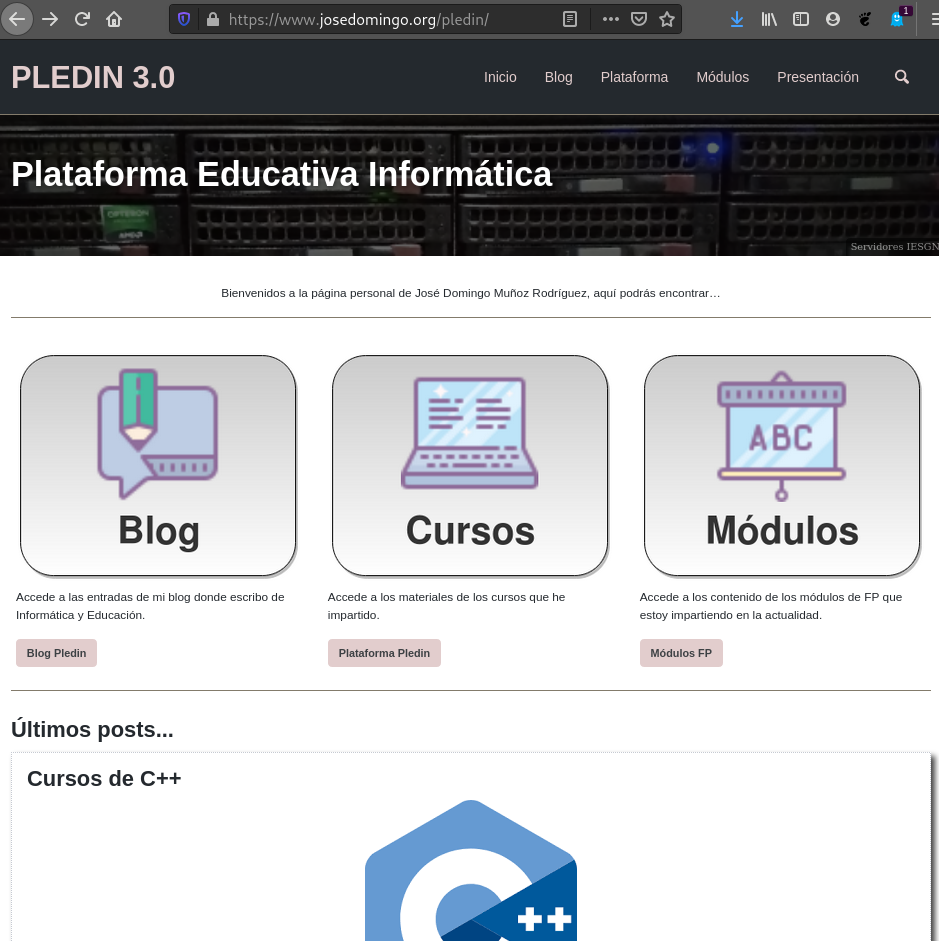 https://www.josedomingo.org/pledin/
1
PLEDIN 3.0
Inicio Blog Plataforma Módulos Presentación
Plataforma Educativa Informática
OPTERON
AMD
Servidores IESGN
Bienvenidos a la página personal de José Domingo Muñoz Rodríguez, aquí podrás encontrar…
ABC
Blog
Cursos
Módulos
Accede a las entradas de mi blog donde escribo de
Informática y Educación.
Accede a los materiales de los cursos que he
impartido.
Accede a los contenido de los módulos de FP que
estoy impartiendo en la actualidad.
Blog Pledin
Plataforma Pledin
Módulos FP
Últimos posts...
Cursos de C++
C++